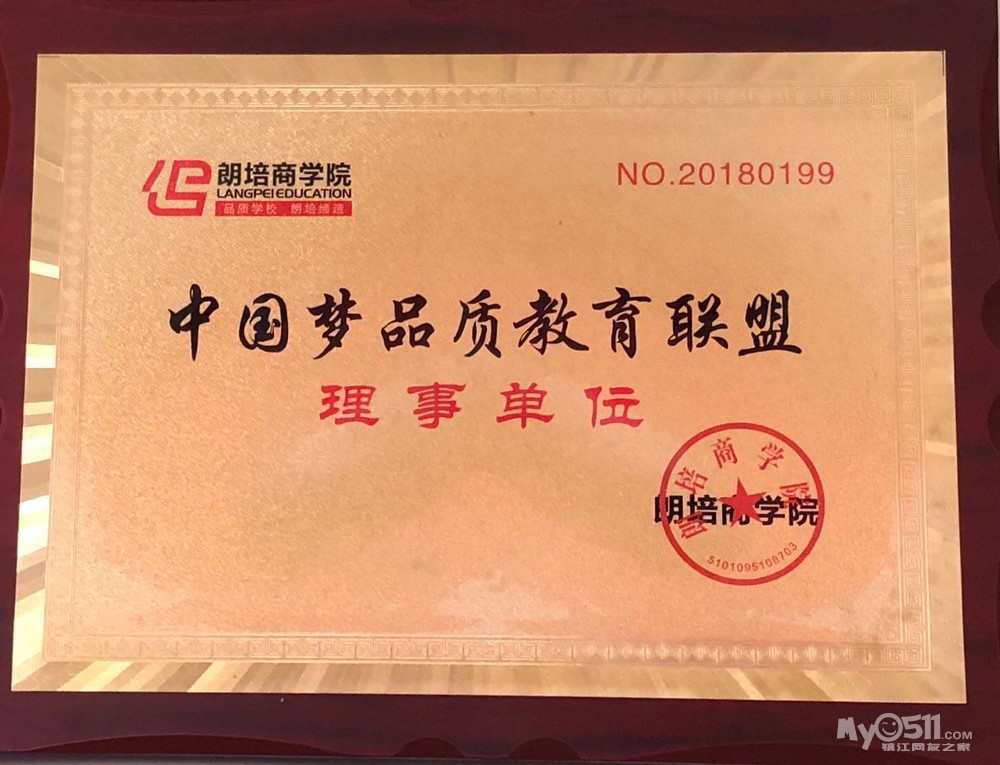 朗培商学院
LANGPEI EDUCATION
品质学校 朗培缔造
NO.20180199
中国梦品质教育联盟
理事单位
朗培商学院
朗培商学院
5101095108703
My0511.COM
镇江网友之家